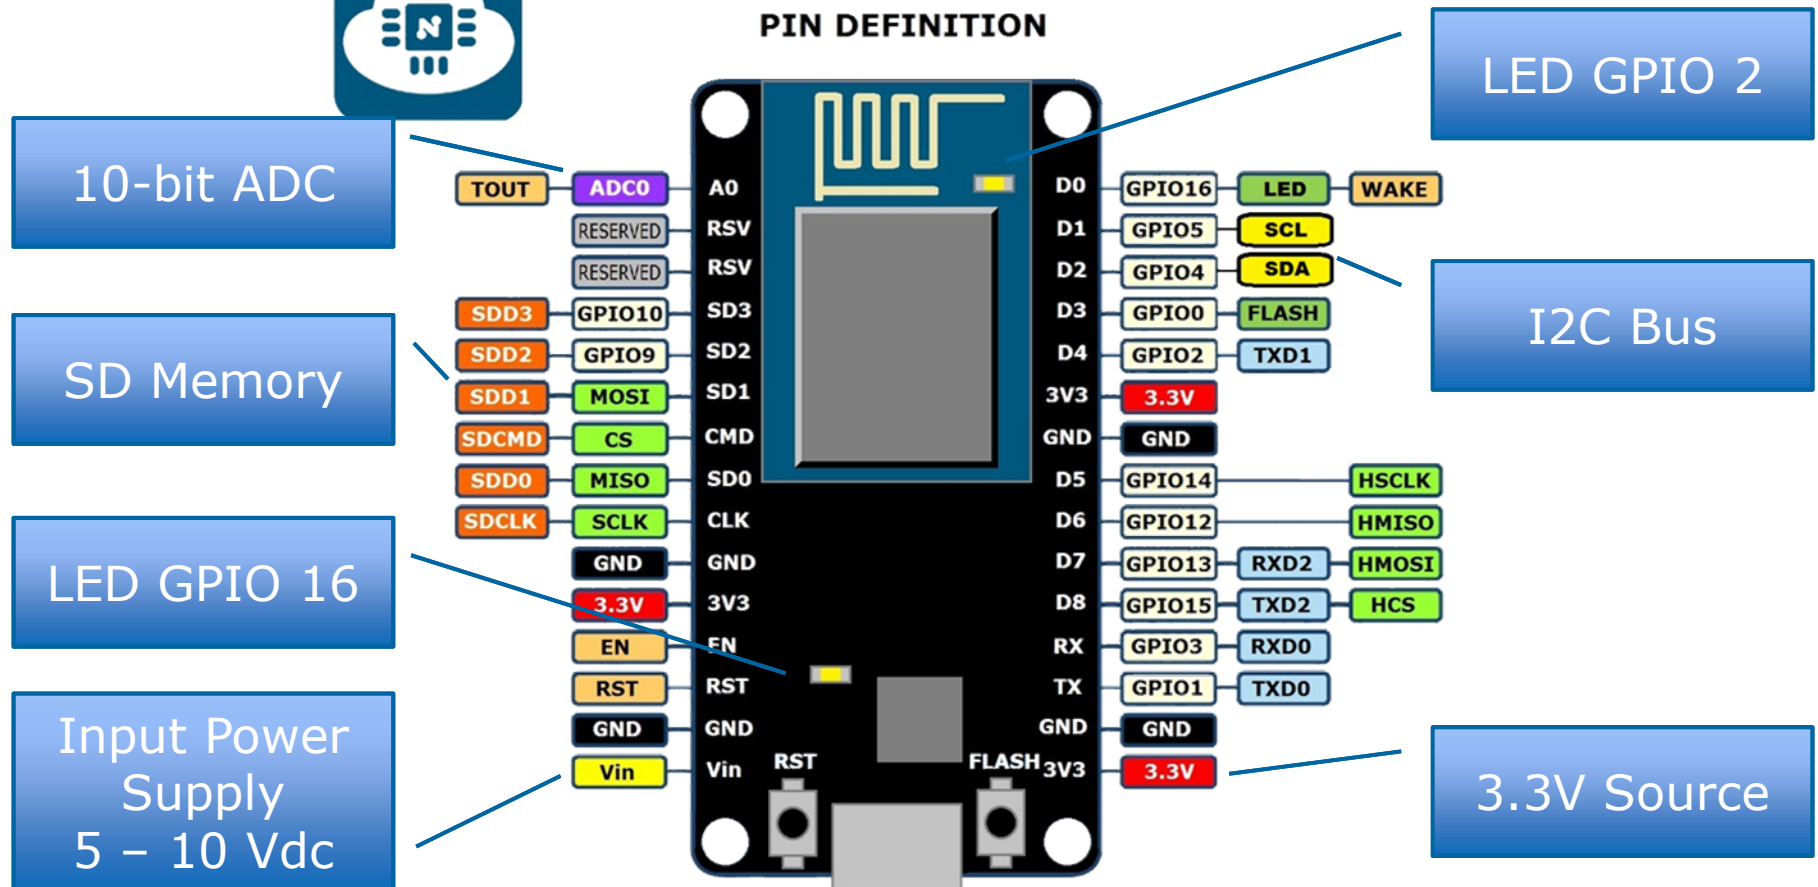 PIN DEFINITION
LED GPIO 2
10-bit ADC
TOUT ADC0 A0 D0 GPIO16 LED WAKE
RESERVED RSV D1 GPIO5 SCL
RESERVED RSV D2 GPIO4 SDA
I2C Bus
SDD3 GPIO10 SD3 D3 GPIO0 FLASH
SD Memory
SDD2 GPIO9 SD2 D4 GPIO2 TXD1
SDD1 MOSI SD1 3V3 3.3V
SDCMD CS CMD GND GND
SDD0 MISO SD0 D5 GPIO14 HSCLK
SDCLK SCLK CLK D6 GPIO12 HMISO
GND GND D7 GPIO13 RXD2 HMOSI
LED GPIO 16
3.3V 3V3 D8 GPIO15 TXD2 HCS
EN EN RX GPIO3 RXD0
RST RST TX GPIO1 TXD0
GND GND GND GND
Vin Vin RST FLASH 3V3 3.3V
Input Power
Supply
5 – 10 Vdc
3.3V Source